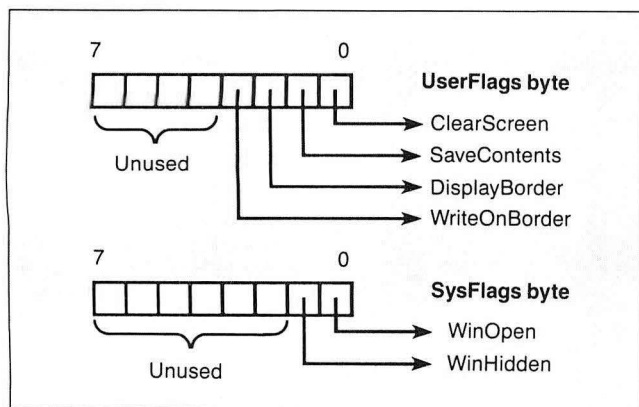 7 0
UserFlags byte
ClearScreen
Unused
SaveContents
DisplayBorder
WriteOnBorder
7 0
SysFlags byte
WinOpen
WinHidden
Unused